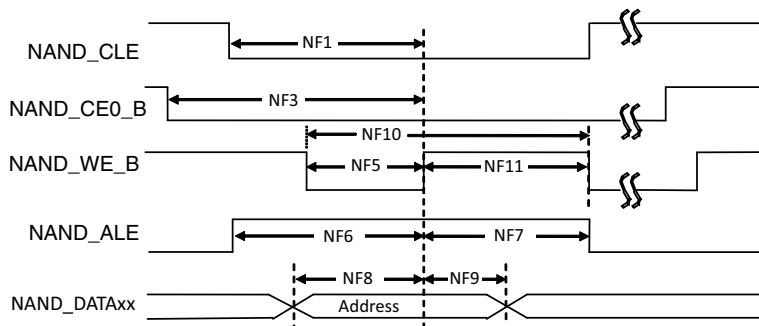 NF1
NAND_CLE
NAND_CE0_B
NF3
NF10
NAND_WE_B
NF5
NF11
NAND_ALE
NF6
NF7
NF8
NF9
NAND_DATAxx
Address